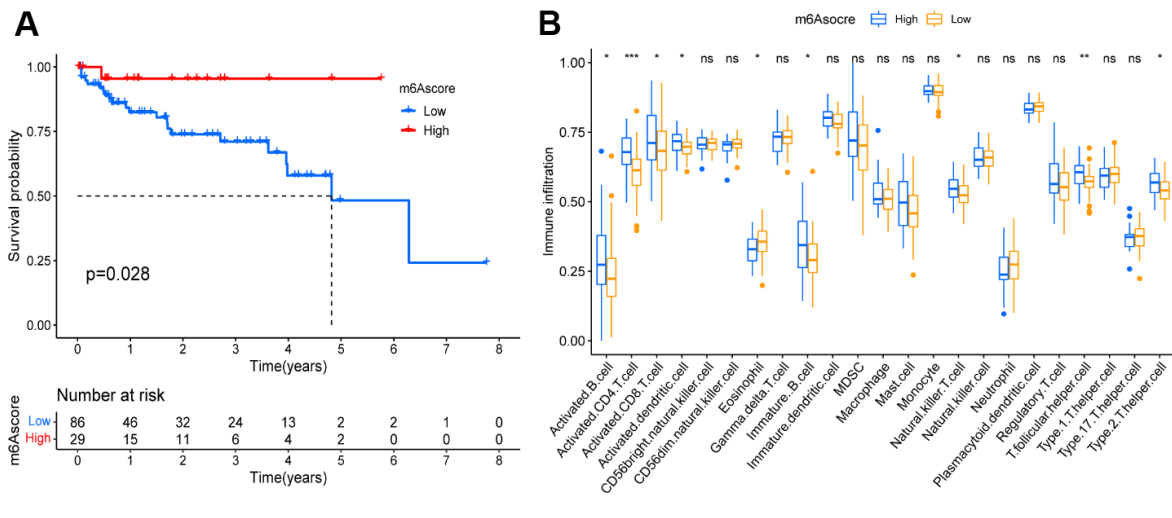 A
Survival probability
1.00
0.75
0.50
0.25
0.00
m6Ascore
Low
High
p=0.028
0 1 2 3 4 5 6 7 8
Time(years)
Number at risk
m6Ascore
Low 86 46 32 24 13 2 2 1 0
High 29 15 11 6 4 2 0 0 0
0 1 2 3 4 5 6 7 8
Time(years)
B
m6Asocre High Low
* *** * * ns ns * ns * ns ns ns ns ns * ns ns ns ns ** ns ns *
Immune infiltration
1.00
0.75
0.50
0.25
0.00
Activated.B.cell
Activated.CD4.T.cell
Activated.CD8.T.cell
Activated.dendritic.cell
CD56bright.natural.killer.cell
CD56dim.natural.killer.cell
Eosinophil
Gamma.delta.T.cell
Immature..B.cell
Immature.dendritic.cell
MDSC
Macrophage
Mast.cell
Monocyte
Natural.killer.T.cell
Natural.killer.cell
Neutrophil
Plasmacytoid.dendritic.cell
Regulatory.T.cell
T.follicular.helper.cell
Type.1.T.helper.cell
Type.17.T.helper.cell
Type.2.T.helper.cell